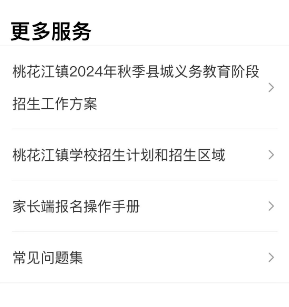 更多服务
桃花江镇2024年秋季县城义务教育阶段
招生工作方案
桃花江镇学校招生计划和招生区域
家长端报名操作手册
常见问题集